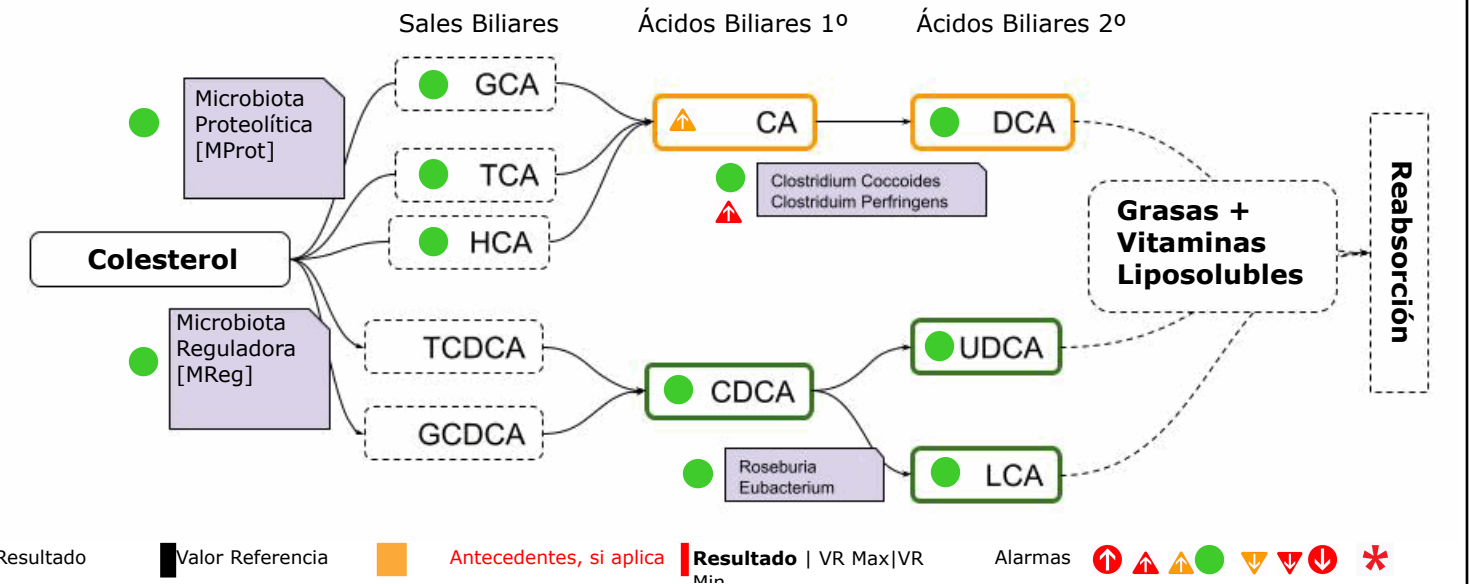 Sales Biliares
Ácidos Biliares 1º
Ácidos Biliares 2º
Microbiota
Proteolítica
[MProt]
GCA
TCA
HCA
CA
DCA
Clostridium Coccoides
Clostriduim Perfringens
Colesterol
Grasas +
Vitaminas
Liposolubles
Reabsorción
Microbiota
Reguladora
[MReg]
TCDCA
GCDCA
CDCA
UDCA
LCA
Roseburia
Eubacterium
Resultado
Valor Referencia
Antecedentes, si aplica
Resultado | VR Max|VR
Min
Alarmas